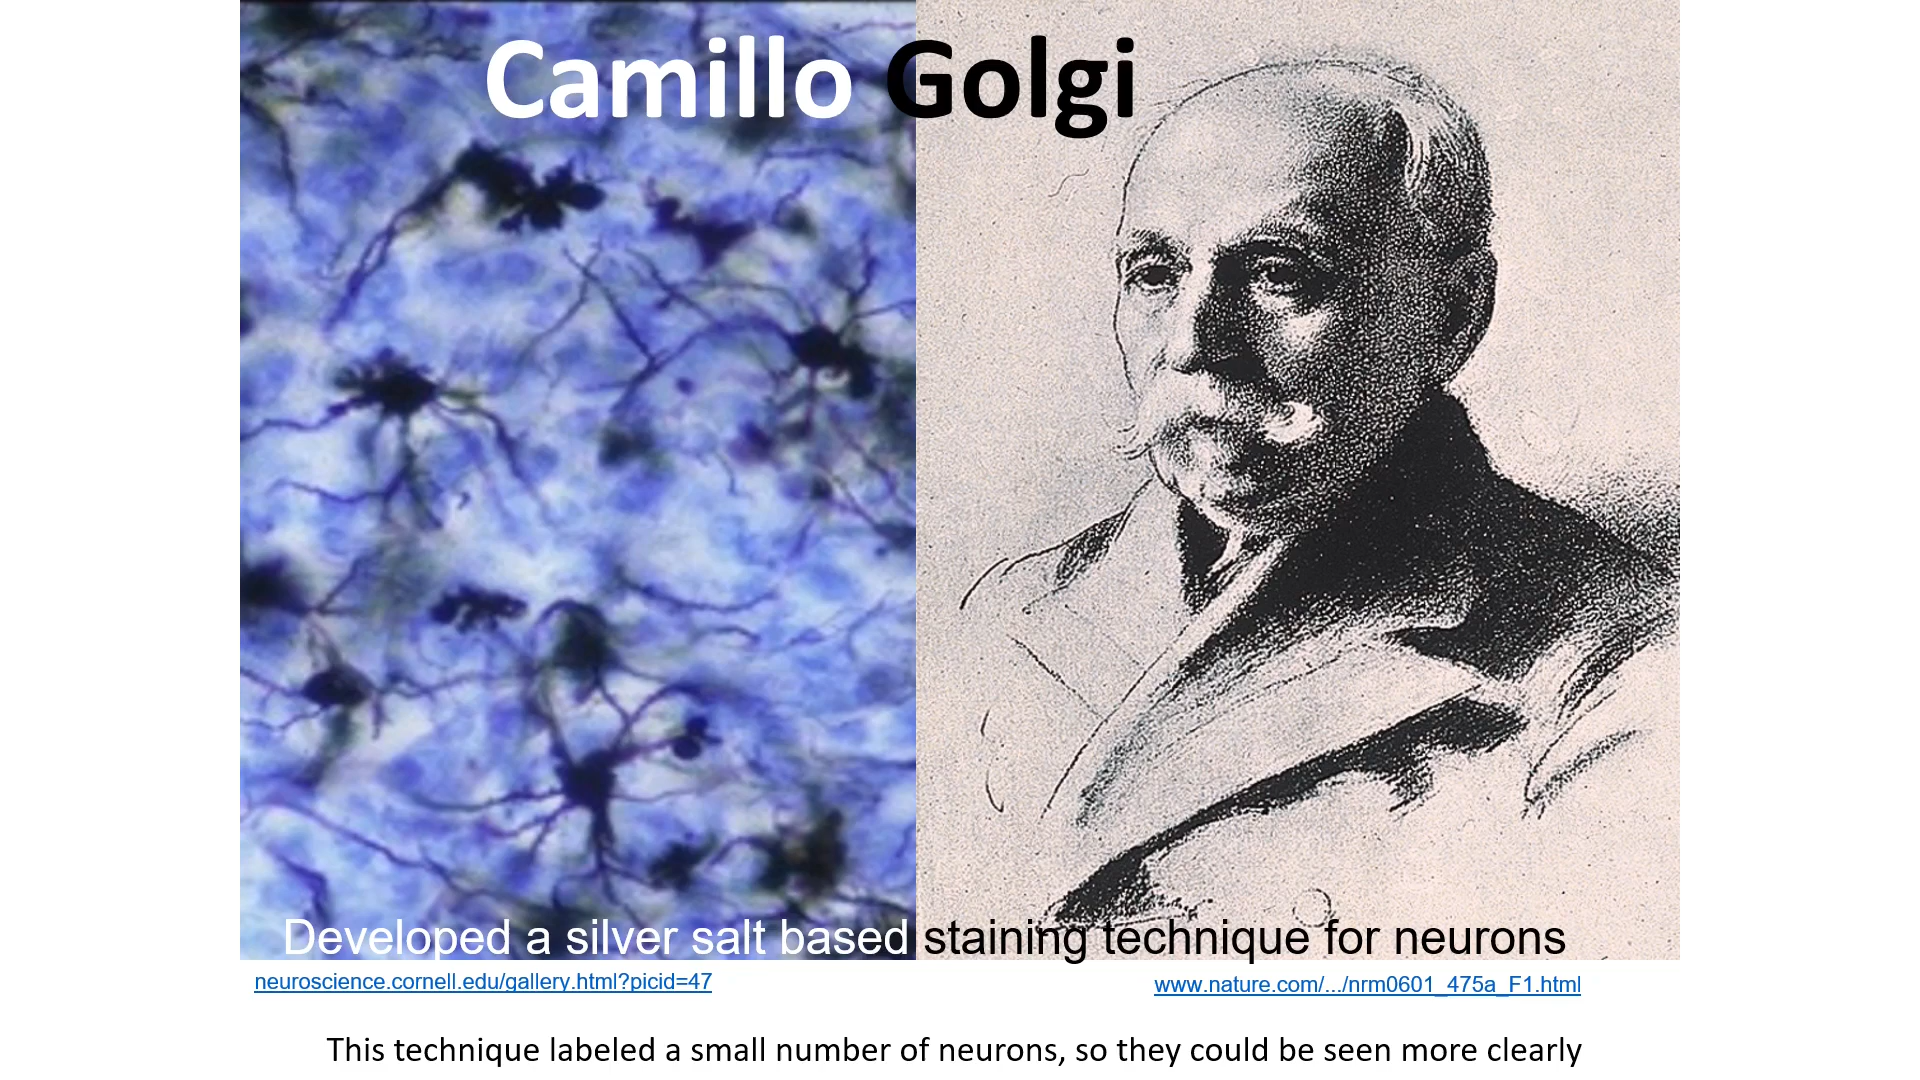 Camillo Golgi
Developed a silver salt based staining technique for neurons
neuroscience.cornell.edu/gallery.html?picid=47
www.nature.com/.../nrm0601_475a_F1.html
This technique labeled a small number of neurons, so they could be seen more clearly